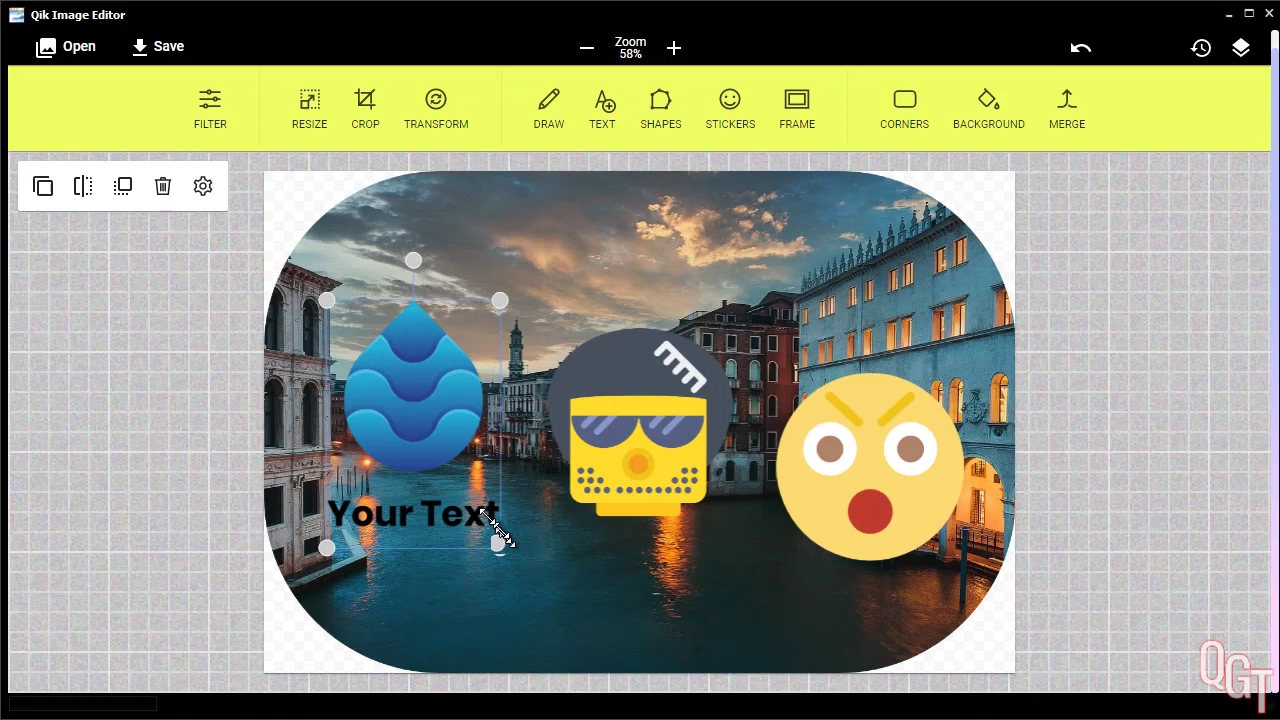 Qik Image Editor
Open
Save
Zoom
58%
FILTER
RESIZE
CROP
TRANSFORM
DRAW
TEXT
SHAPES
STICKERS
FRAME
CORNERS
BACKGROUND
MERGE
Your Text
QGT